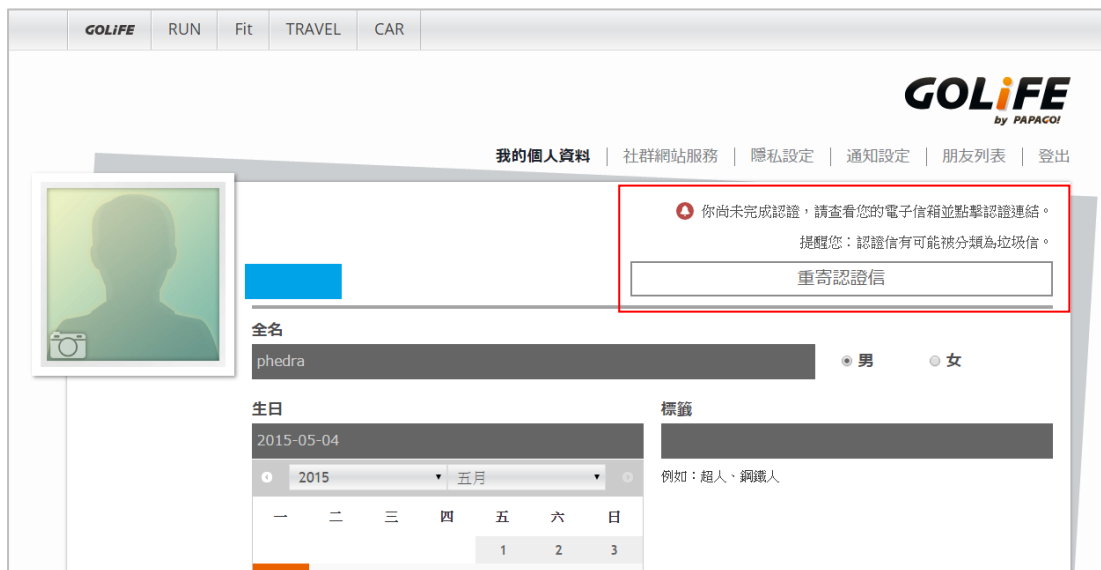 GOLiFE RUN Fit TRAVEL CAR
GOLiFE
by PAPAGO!
我的個人資料 | 社群網站服務 | 隱私設定 | 通知設定 | 朋友列表 | 登出
你尚未完成認證，請查看您的電子信箱並點擊認證連結。
提醒您：認證信有可能被分類為垃圾信。
重寄認證信
全名
phedra 男 女
生日 標籤
2015-05-04
2015 五月 例如：超人、鋼鐵人
一 二 三 四 五 六 日
1 2 3